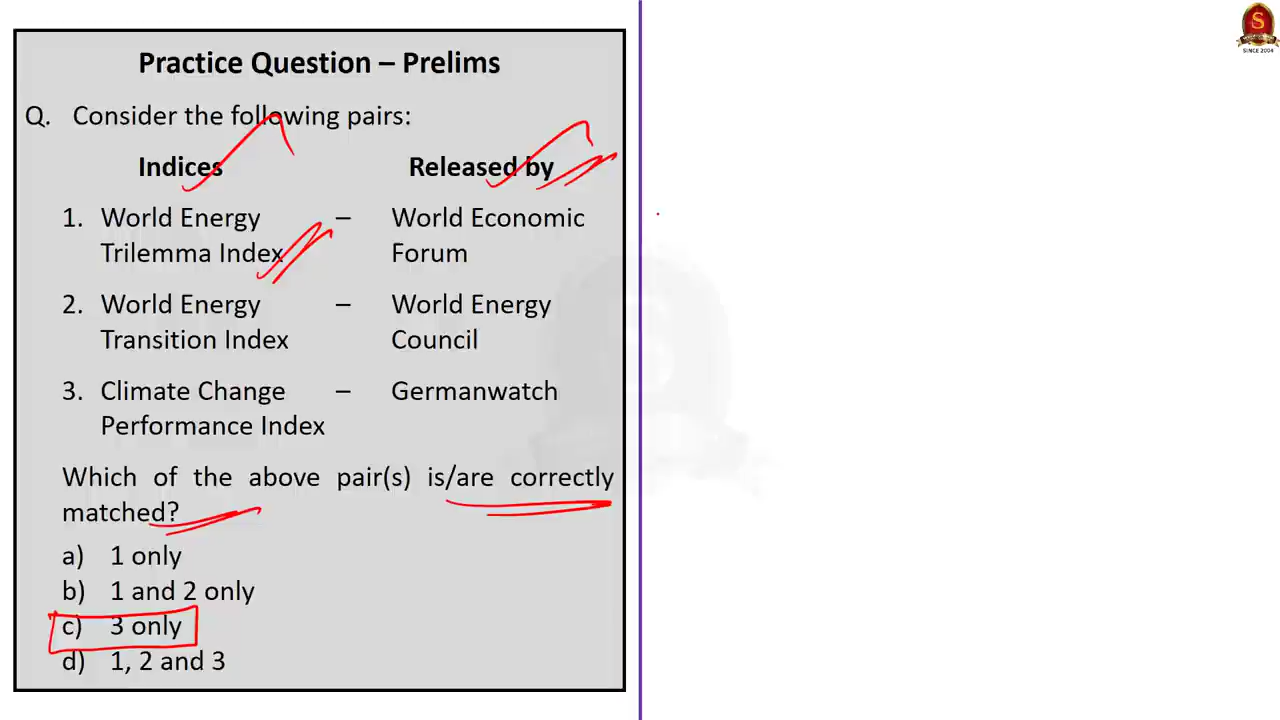 Practice Question – Prelims
Q. Consider the following pairs:
Indices Released by
1. World Energy – World Economic
Trilemma Index Forum
2. World Energy – World Energy
Transition Index Council
3. Climate Change – Germanwatch
Performance Index
Which of the above pair(s) is/are correctly
matched?
a) 1 only
b) 1 and 2 only
c) 3 only
d) 1, 2 and 3
S
SINCE 2004